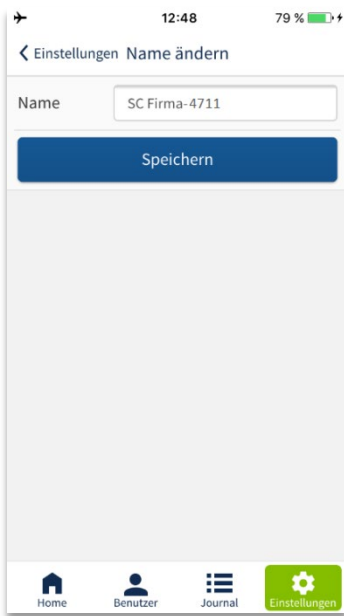 12:48 79 %
Einstellungen Name ändern
Name SC Firma-4711
Speichern
Home Benutzer Journal Einstellungen